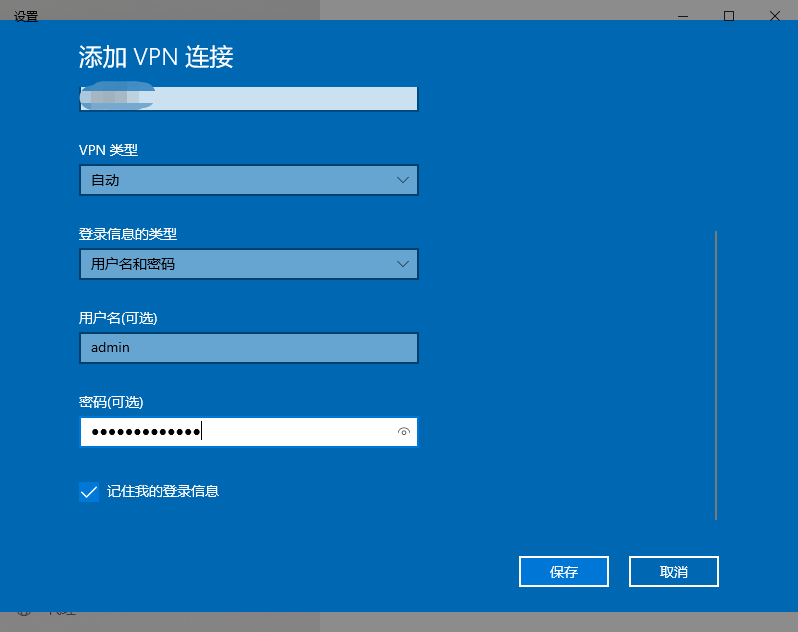 设置
添加 VPN 连接
VPN 类型
自动
登录信息的类型
用户名和密码
用户名(可选)
admin
密码(可选)
●●●●●●●●●●●●●
记住我的登录信息
保存
取消